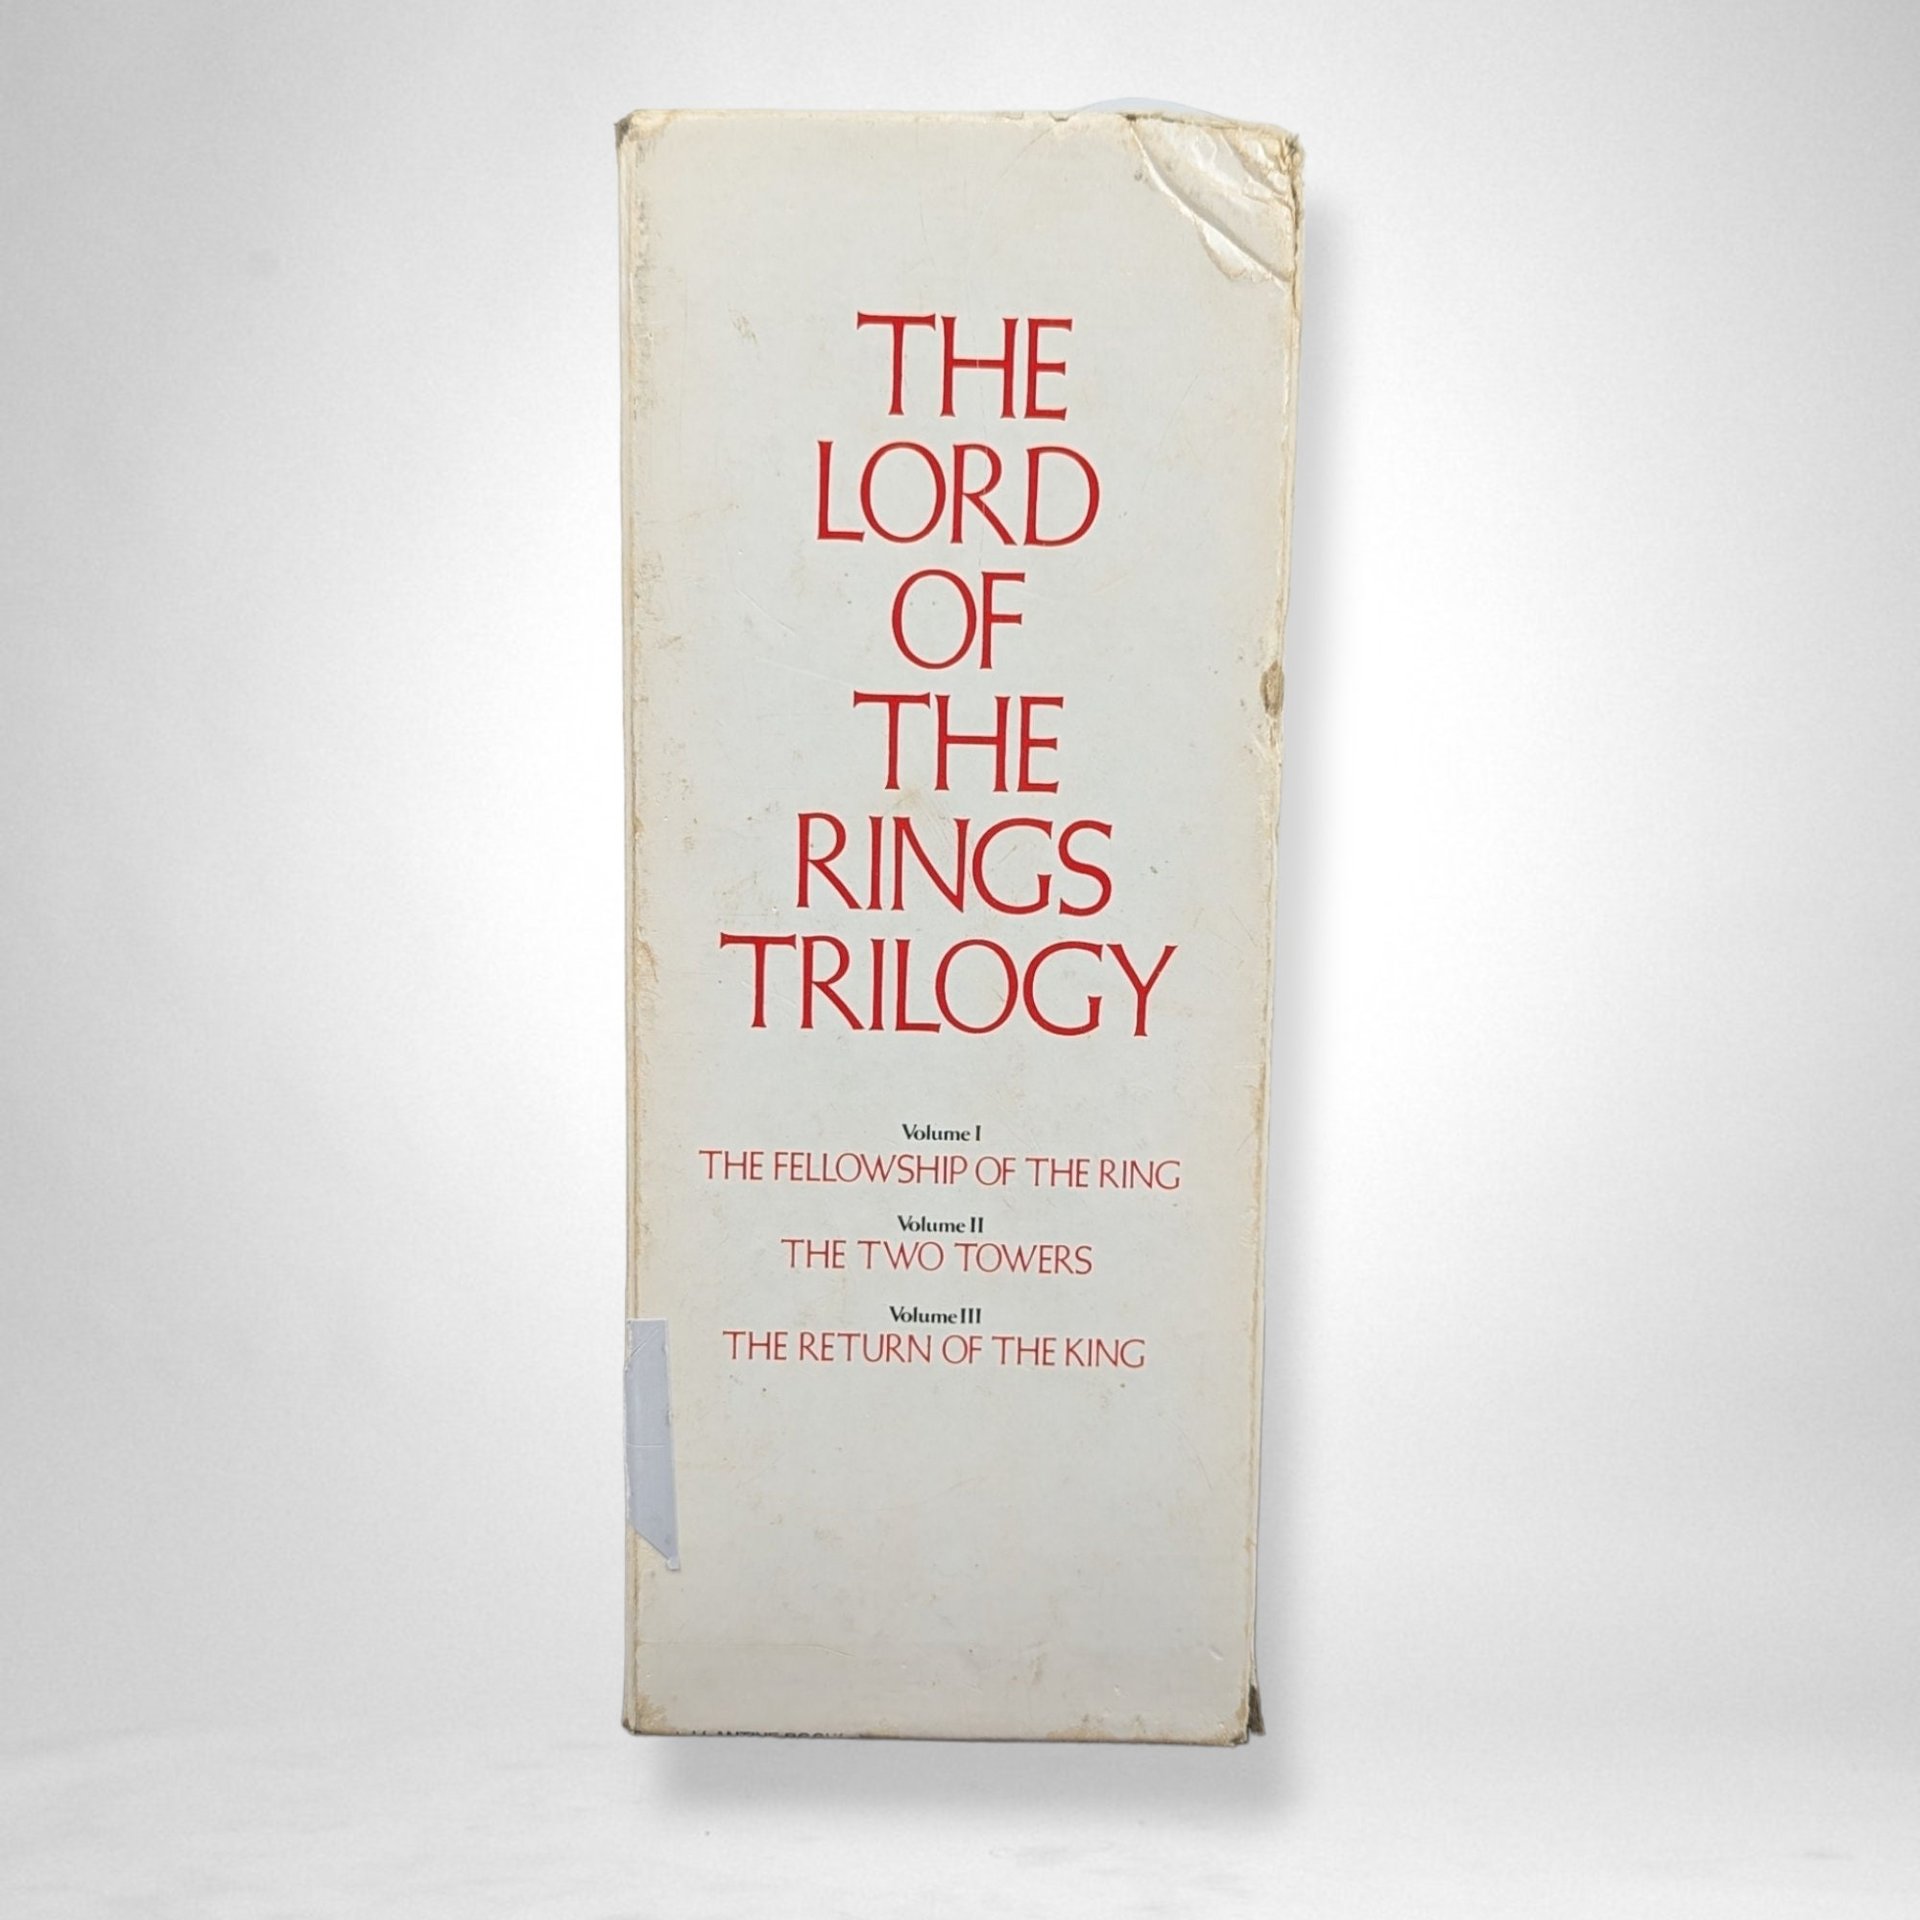 THE
LORD
OF
THE
RINGS
TRILOGY
Volume I
THE FELLOWSHIP OF THE RING
Volume II
THE TWO TOWERS
Volume III
THE RETURN OF THE KING